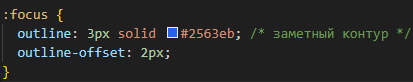 :focus {
outline: 3px solid #2563eb; /* заметный контур */
outline-offset: 2px;
}